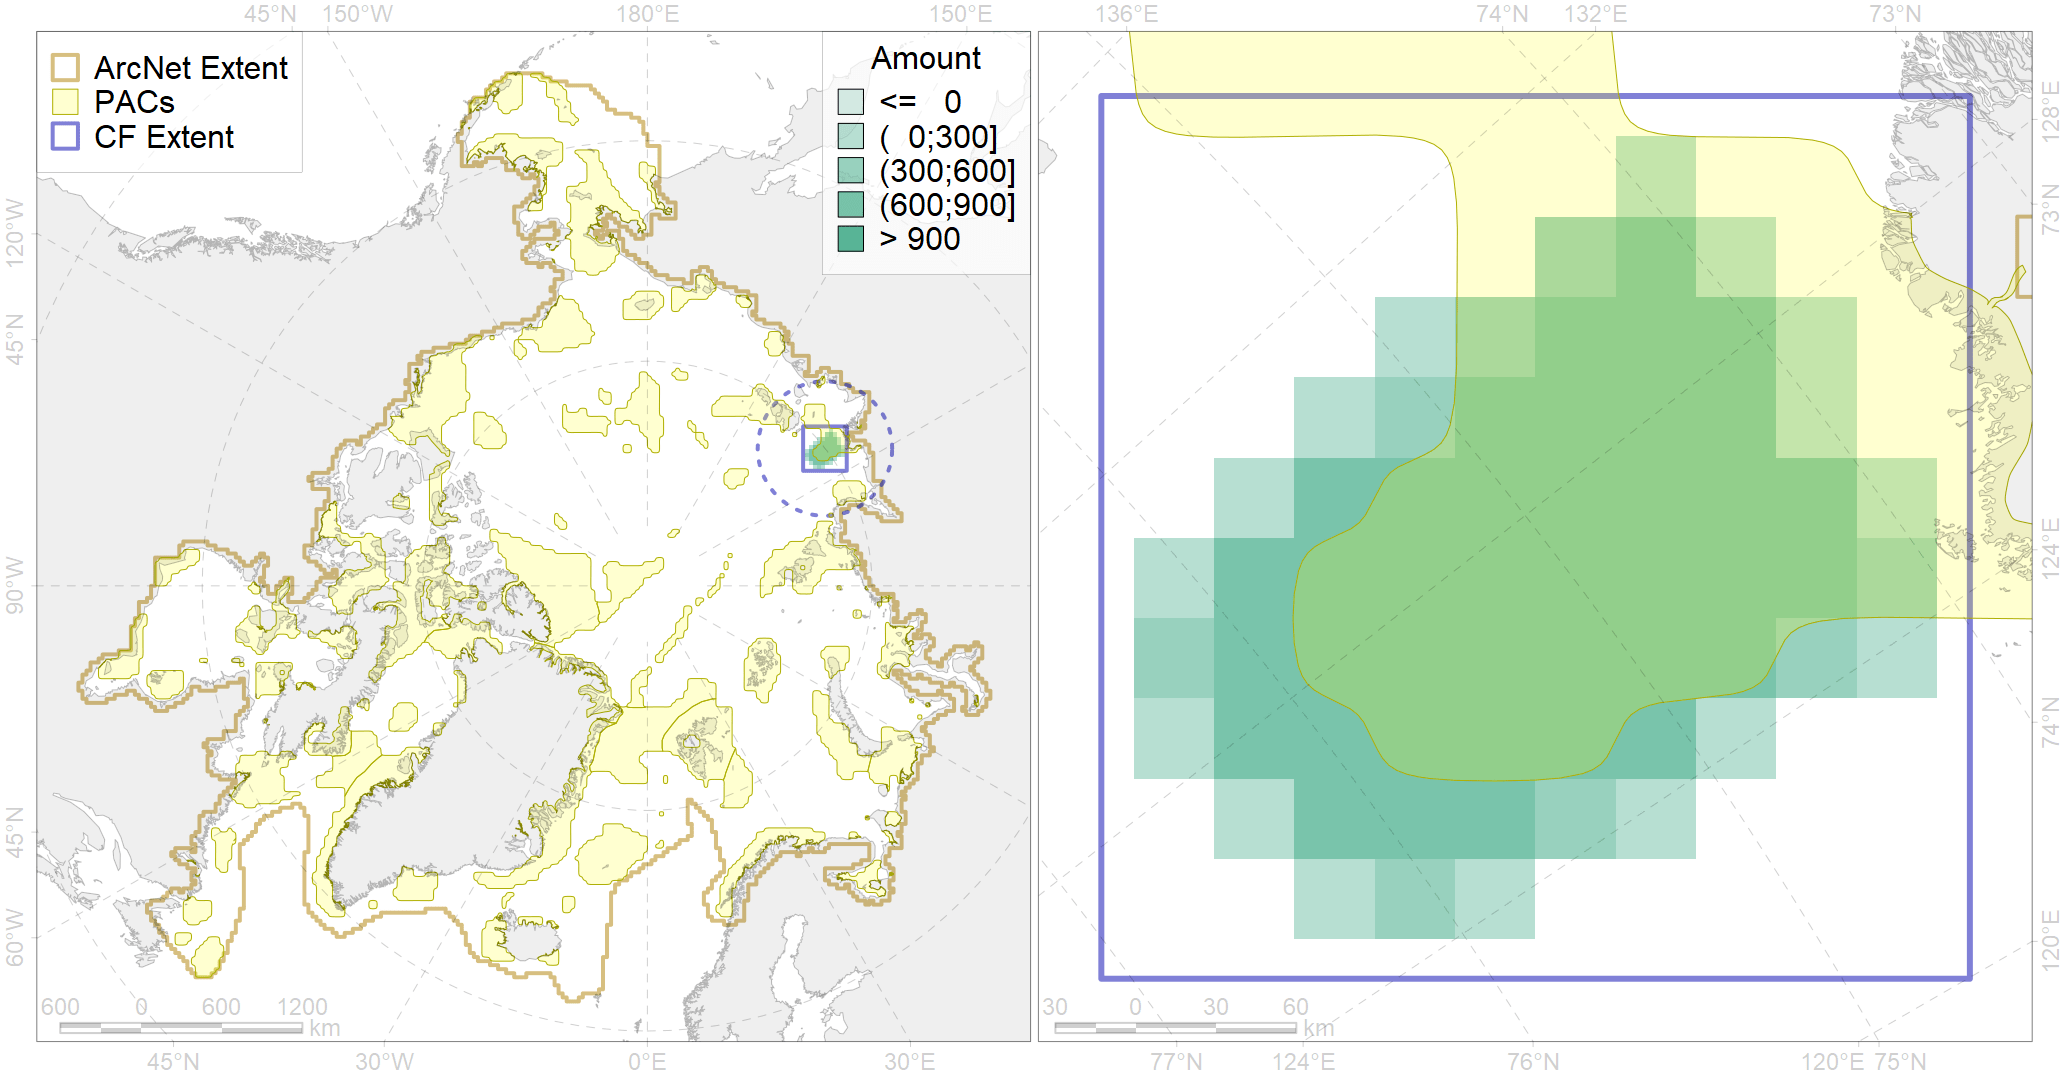 45°N 150°W 180°E 150°E 136°E 74°N 132°E 73°N
ArcNet Extent
PACs
CF Extent
Amount
<= 0
( 0;300]
(300;600]
(600;900]
> 900
120°W
45°N
90°W
45°N
60°W
128°E
73°N
124°E
74°N
120°E
600 0 600 1200
km
30 0 30 60
km
45°N 30°W 0°E 30°E 77°N 124°E 76°N 120°E 75°N